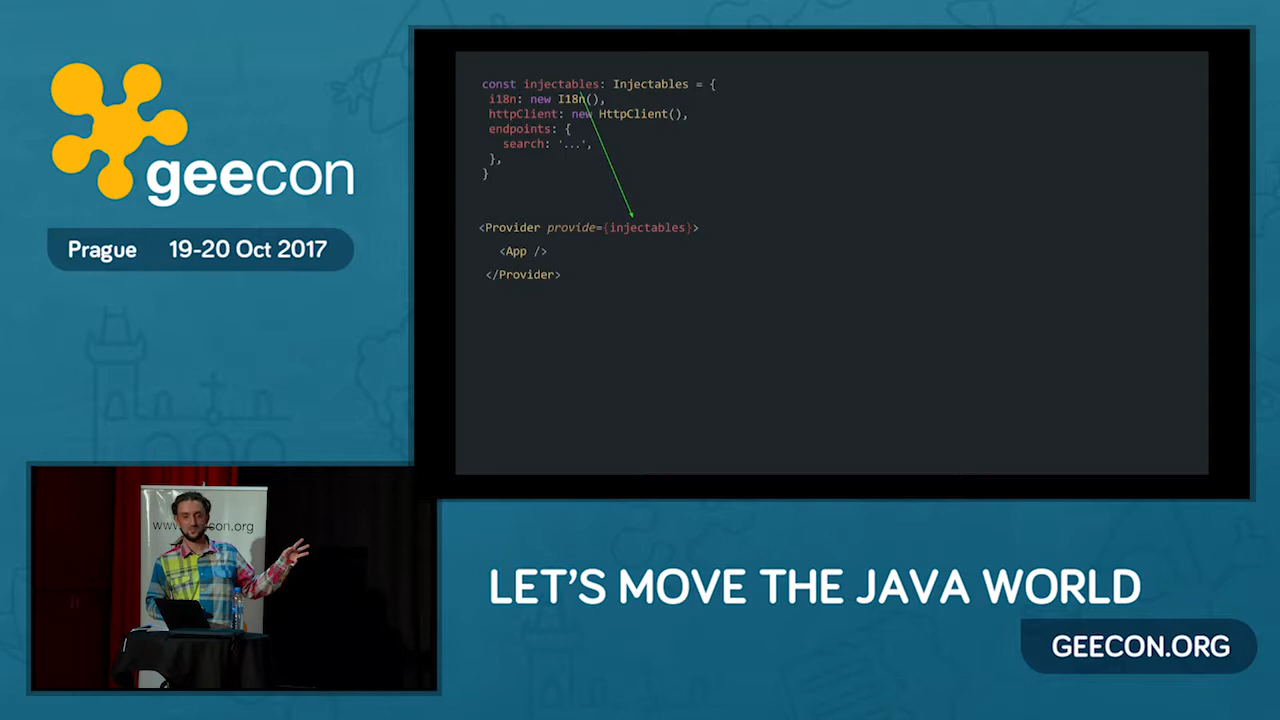 geecon
Prague 19-20 Oct 2017
const injectables: Injectables = {
i18n: new I18n(),
httpClient: new HttpClient(),
endpoints: {
search: '...',
},
}
<Provider provide={injectables}>
<App />
</Provider>
LET'S MOVE THE JAVA WORLD
GEECON.ORG